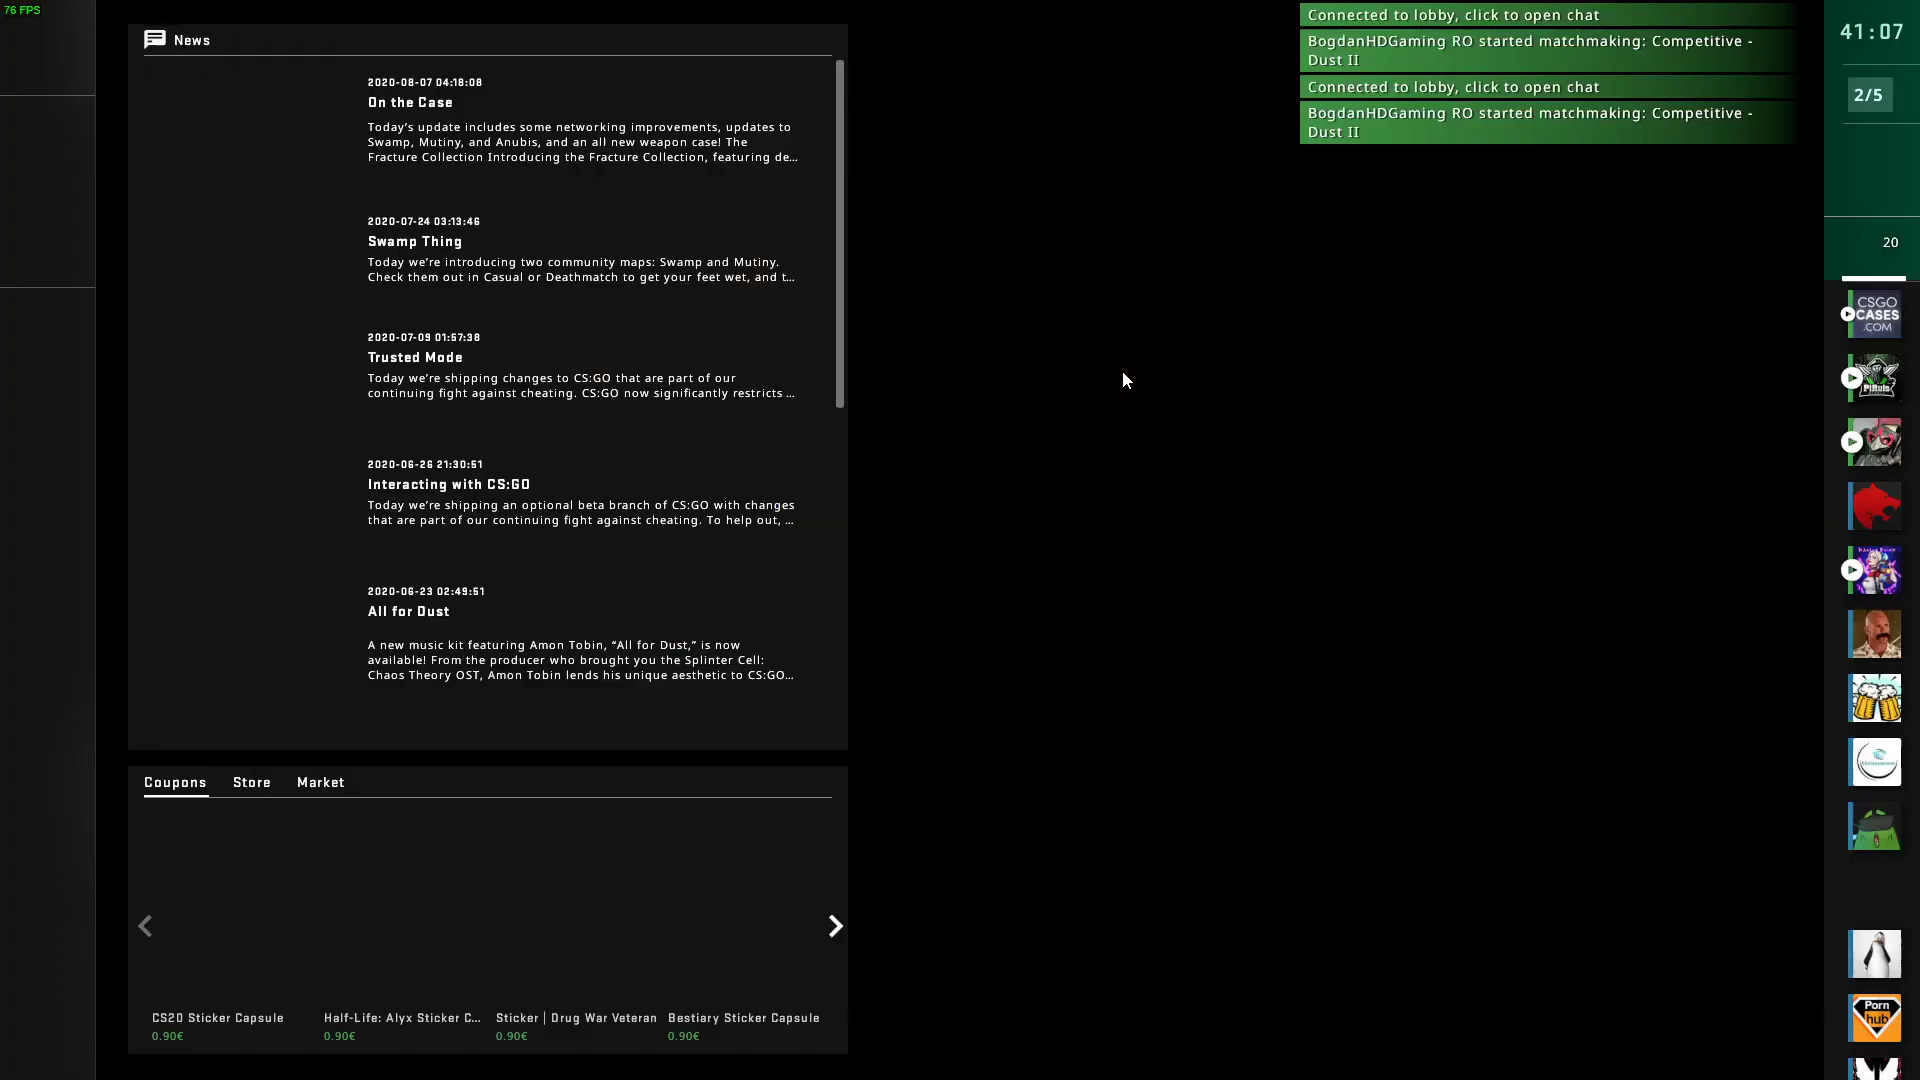 76 FPS
News
2020-08-07 04:18:08
On the Case
Today's update includes some networking improvements, updates to
Swamp, Mutiny, and Anubis, and an all new weapon case! The
Fracture Collection Introducing the Fracture Collection, featuring de...
2020-07-24 03:13:46
Swamp Thing
Today we're introducing two community maps: Swamp and Mutiny.
Check them out in Casual or Deathmatch to get your feet wet, and t...
2020-07-09 01:57:38
Trusted Mode
Today we're shipping changes to CS:GO that are part of our
continuing fight against cheating. CS:GO now significantly restricts ...
2020-06-26 21:30:51
Interacting with CS:GO
Today we're shipping an optional beta branch of CS:GO with changes
that are part of our continuing fight against cheating. To help out, ...
2020-06-23 02:49:51
All for Dust
A new music kit featuring Amon Tobin, “All for Dust,” is now
available! From the producer who brought you the Splinter Cell:
Chaos Theory OST, Amon Tobin lends his unique aesthetic to CS:GO...
Coupons Store Market
CS20 Sticker Capsule
0.90€
Half-Life: Alyx Sticker C...
0.90€
Sticker | Drug War Veteran
0.90€
Bestiary Sticker Capsule
0.90€
Connected to lobby, click to open chat
BogdanHDGaming RO started matchmaking: Competitive -
Dust II
Connected to lobby, click to open chat
BogdanHDGaming RO started matchmaking: Competitive -
Dust II
41:07
2/5
20
CSGO
CASES
.COM
Porn
hub